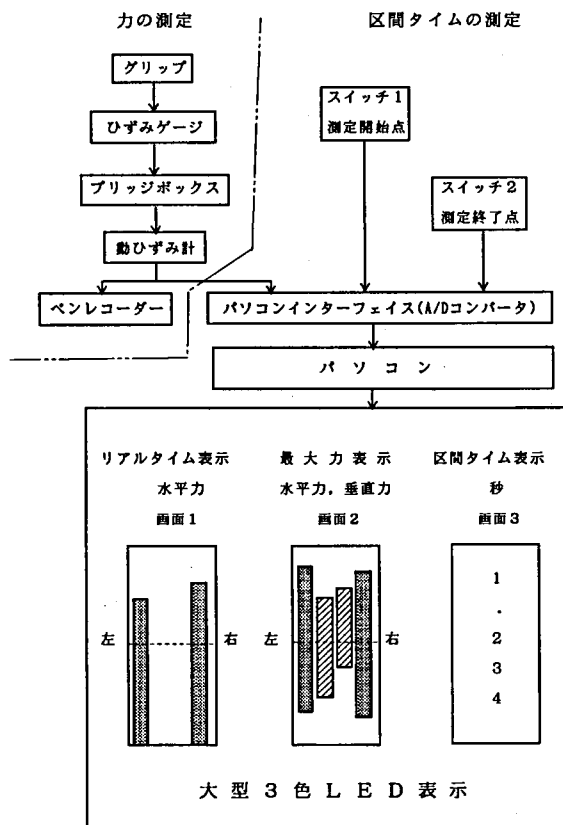 力の測定
区間タイムの測定
グリップ
ひずみゲージ
ブリッジボックス
動ひずみ計
ペンレコーダー
スイッチ1
測定開始点
スイッチ2
測定終了点
パソコンインターフェイス(A/Dコンバータ)
パソコン
リアルタイム表示
水平力
画面1
左
右
最大力表示
水平力，垂直力
画面2
左
右
区間タイム表示
秒
画面3
1
.
2
3
4
大型3色LED表示